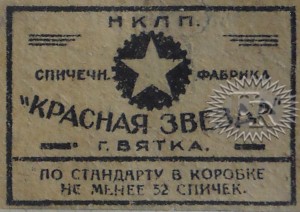 НКЛП.
СПИЧЕЧН. ФАБРИКА
"КРАСНАЯ ЗВЕЗДА"
Г. ВЯТКА.
ПО СТАНДАРТУ В КОРОБКЕ
НЕ МЕНЕЕ 52 СПИЧЕК.